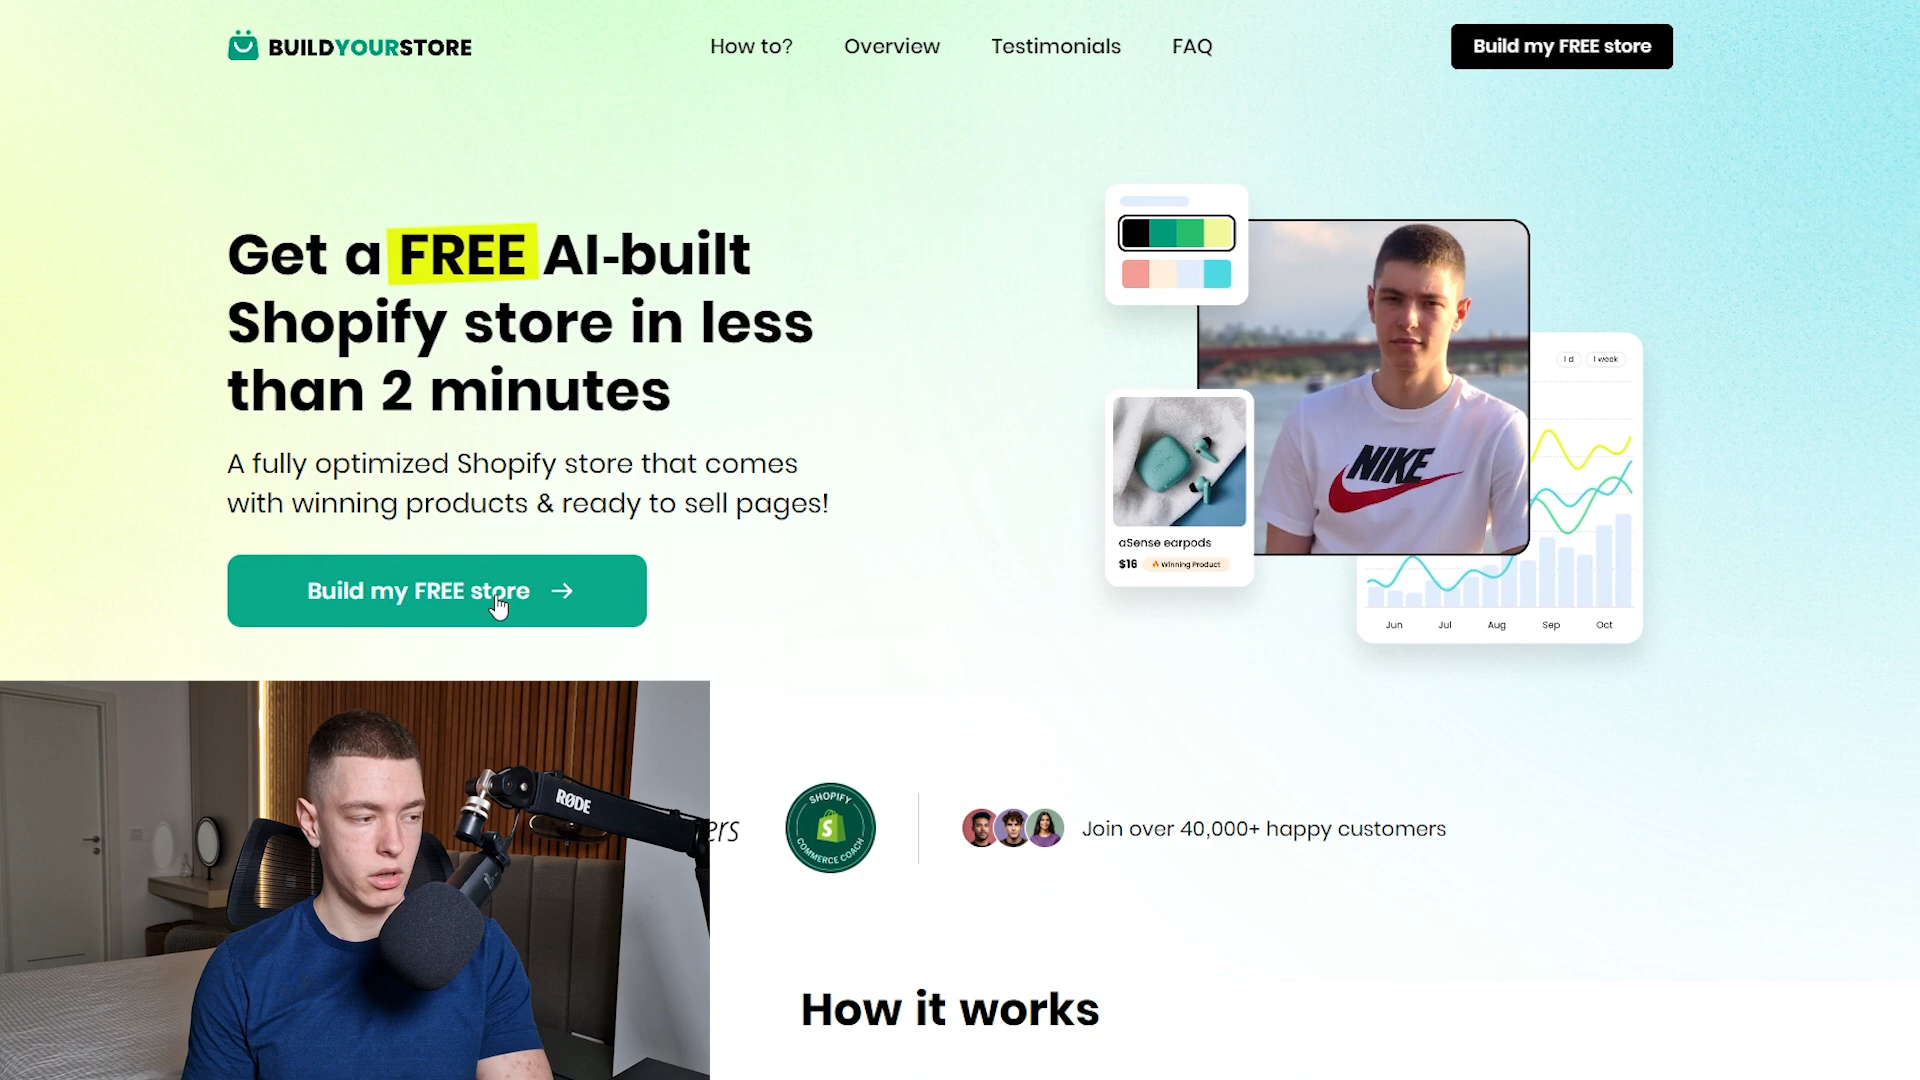 BUILDYOURSTORE
How to?
Overview
Testimonials
FAQ
Build my FREE store
Get a FREE AI-built
Shopify store in less
than 2 minutes
A fully optimized Shopify store that comes
with winning products & ready to sell pages!
Build my FREE store →
NIKE
1 d
1 week
aSense earpods
$16
🔥 Winning Product
Jun
Jul
Aug
Sep
Oct
RØDE
ers
SHOPIFY
COMMERCE COACH
Join over 40,000+ happy customers
How it works